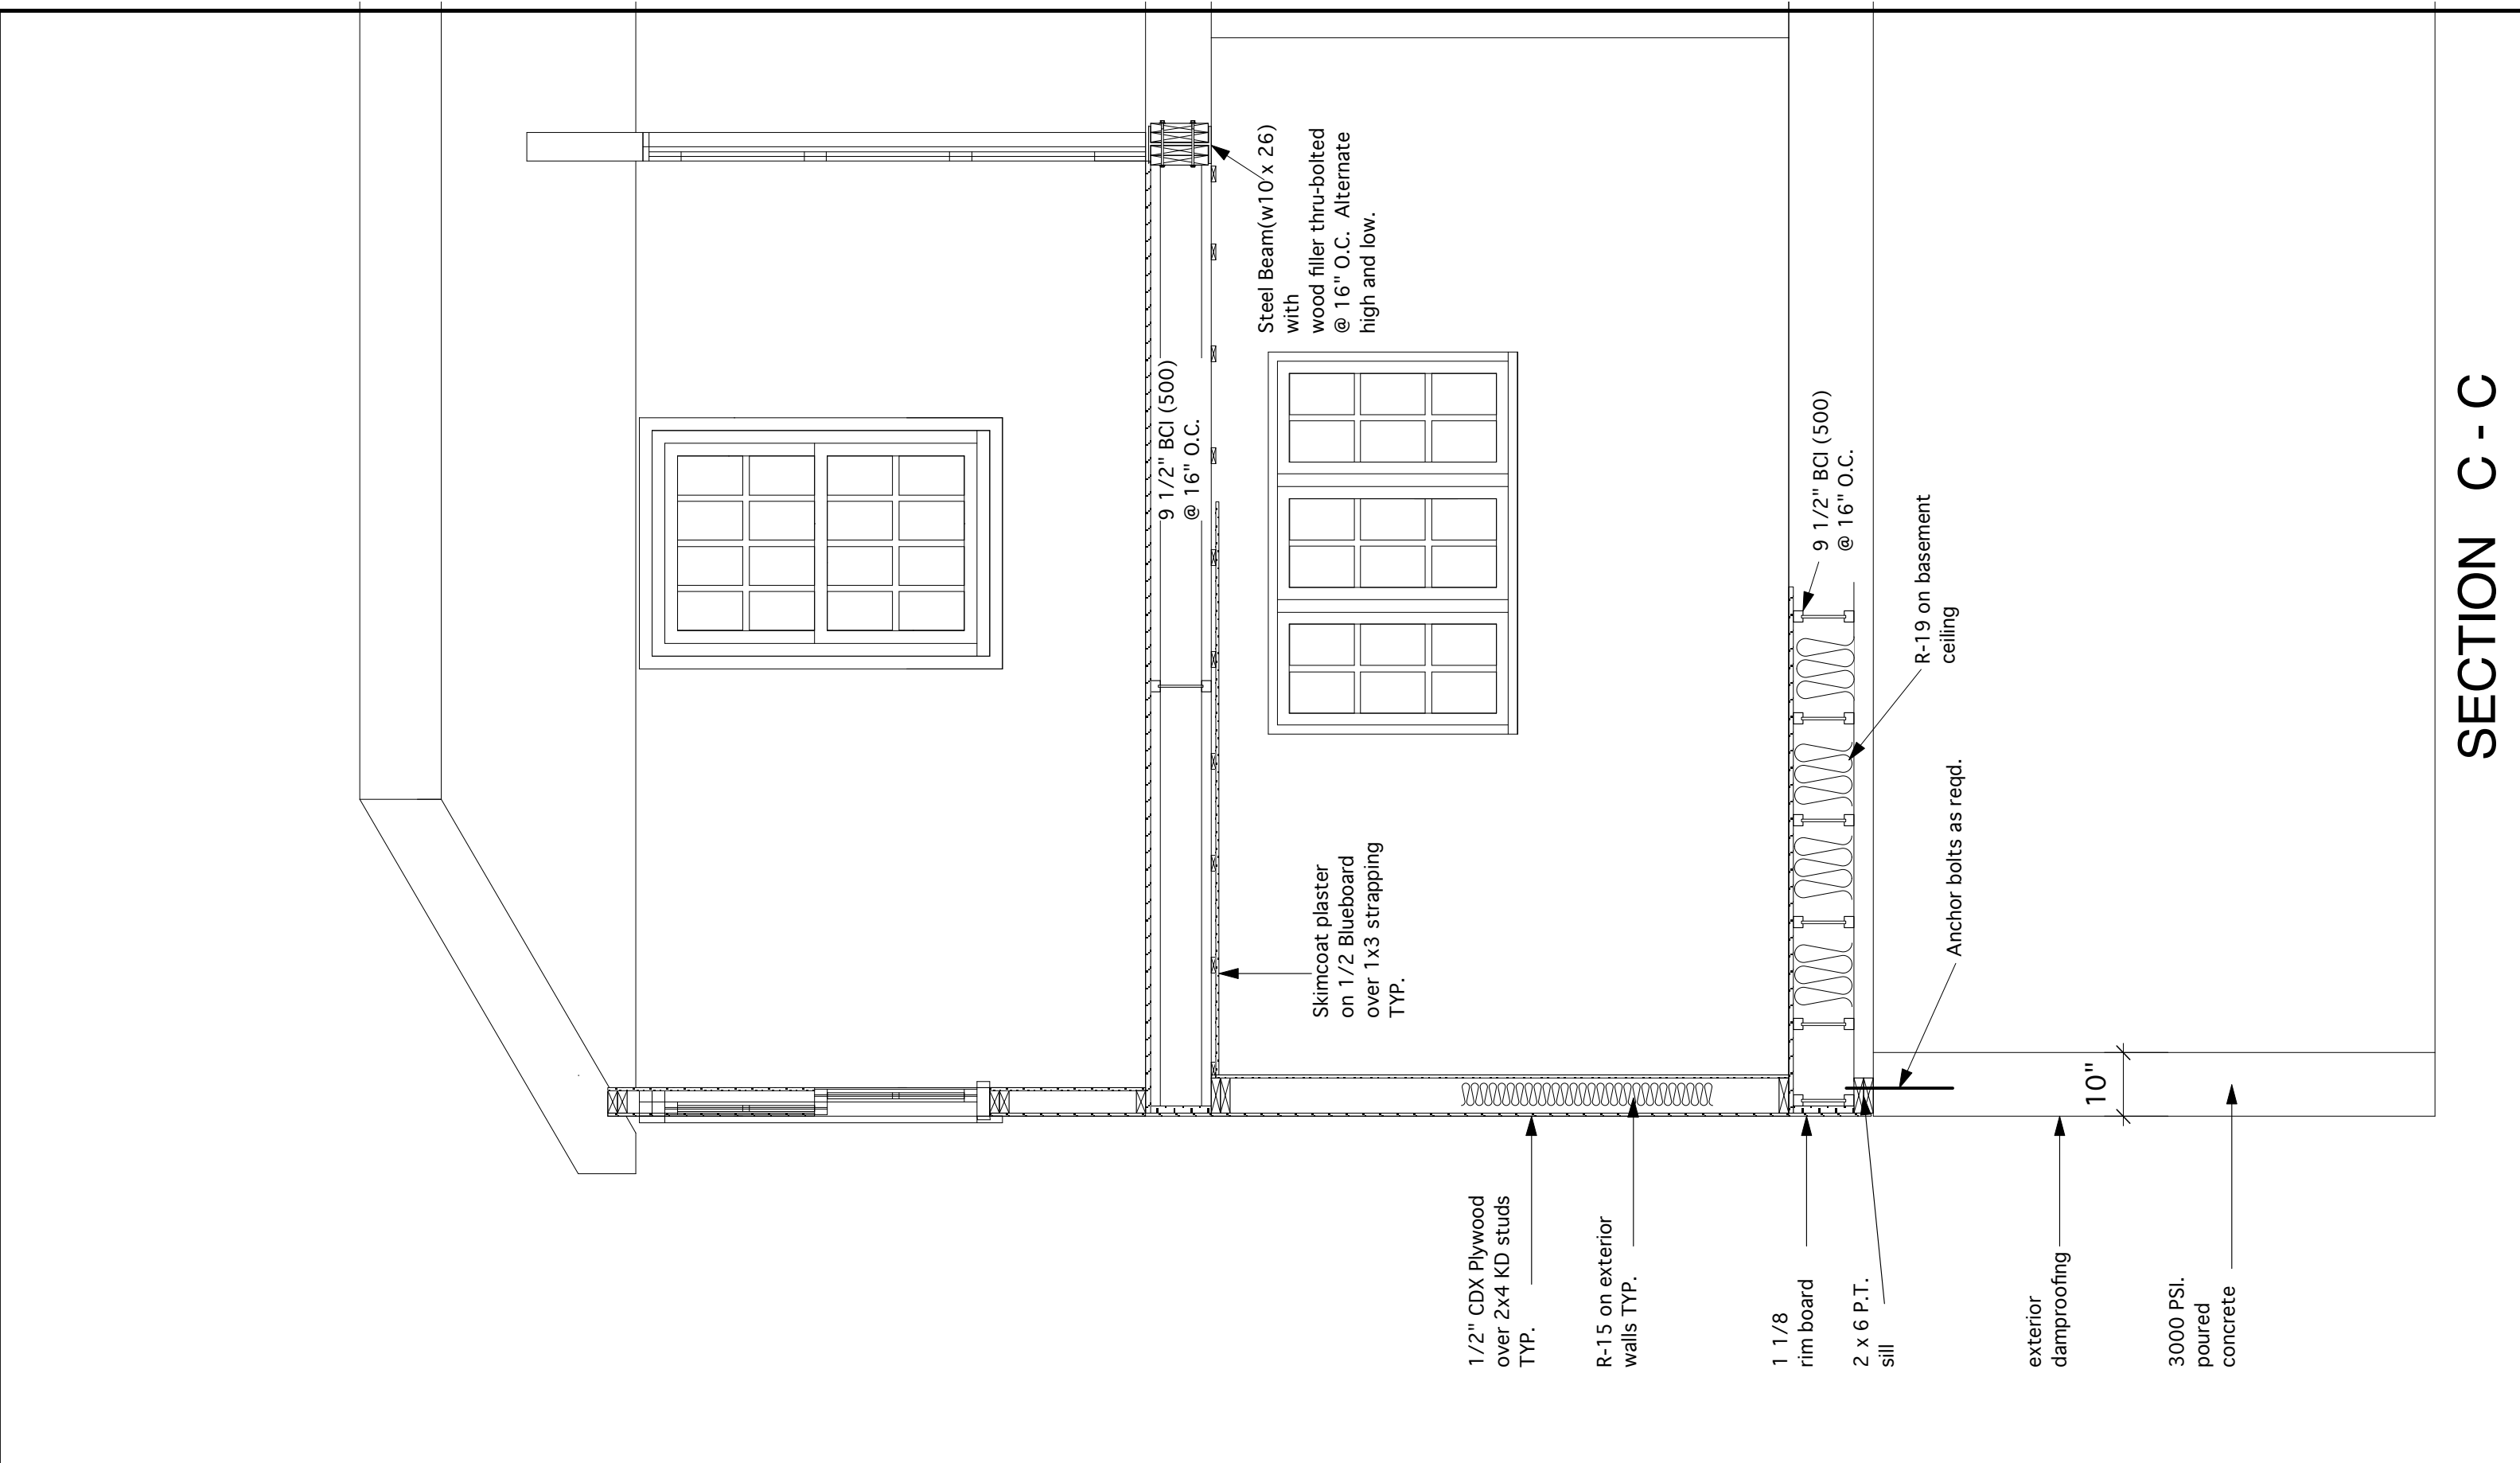 9 1/2" BCI (500)
@ 16" O.C.
Steel Beam(w10 x 26)
with
wood filler thru-bolted
@ 16" O.C.  Alternate
high and low.
Skimcoat plaster
on 1/2 Blueboard
over 1x3 strapping
TYP.
1/2" CDX Plywood
over 2x4 KD studs
TYP.
R-15 on exterior
walls TYP.
1 1/8
rim board
2 x 6 P.T.
sill
9 1/2" BCI (500)
@ 16" O.C.
R-19 on basement
ceiling
Anchor bolts as reqd.
exterior
damproofing
10"
3000 PSI.
poured
concrete
SECTION C - C